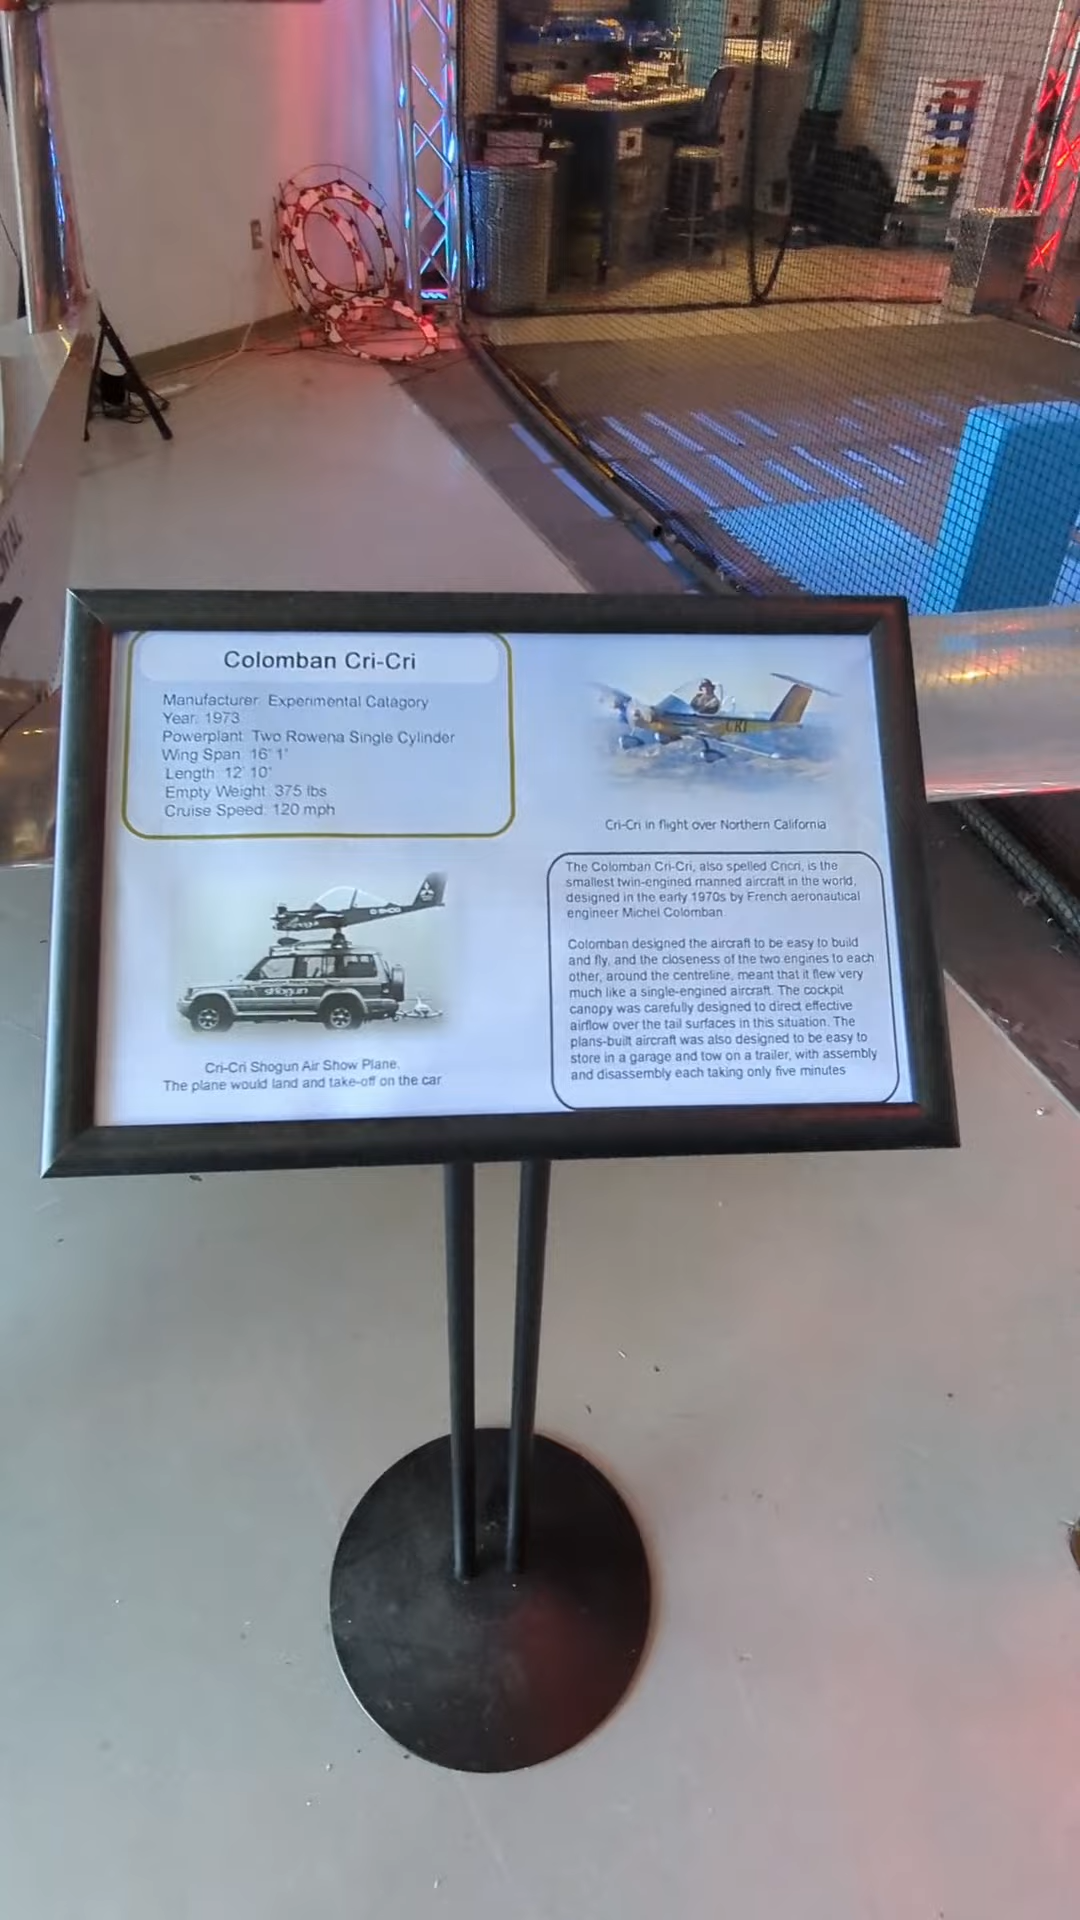 Colomban Cri-Cri
Manufacturer: Experimental Catagory
Year: 1973
Powerplant: Two Rowena Single Cylinder
Wing Span: 16' 1"
Length: 12' 10"
Empty Weight: 375 lbs
Cruise Speed: 120 mph
CRI
Cri-Cri in flight over Northern California
shogun
Cri-Cri Shogun Air Show Plane.
The plane would land and take-off on the car
The Colomban Cri-Cri, also spelled Cricri, is the
smallest twin-engined manned aircraft in the world,
designed in the early 1970s by French aeronautical
engineer Michel Colomban.
Colomban designed the aircraft to be easy to build
and fly, and the closeness of the two engines to each
other, around the centreline, meant that it flew very
much like a single-engined aircraft. The cockpit
canopy was carefully designed to direct effective
airflow over the tail surfaces in this situation. The
plans-built aircraft was also designed to be easy to
store in a garage and tow on a trailer, with assembly
and disassembly each taking only five minutes